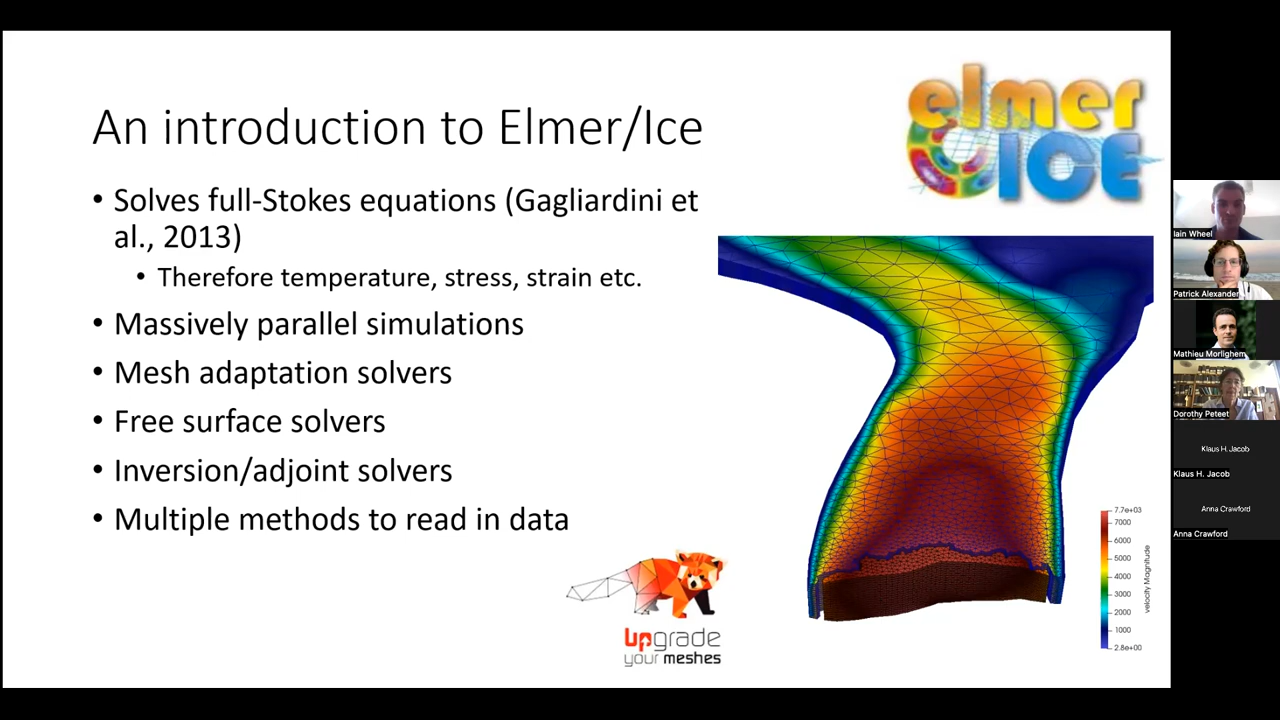 An introduction to Elmer/Ice
elmer
ICE
• Solves full-Stokes equations (Gagliardini et
al., 2013)
• Therefore temperature, stress, strain etc.
• Massively parallel simulations
• Mesh adaptation solvers
• Free surface solvers
• Inversion/adjoint solvers
• Multiple methods to read in data
upgrade
your meshes
7.7e+03
7000
6000
5000
4000
3000
2000
1000
2.8e+00
velocity Magnitude
Iain Wheel
Patrick Alexander
Mathieu Morlighem
Dorothy Peteet
Klaus H. Jacob
Klaus H. Jacob
Anna Crawford
Anna Crawford